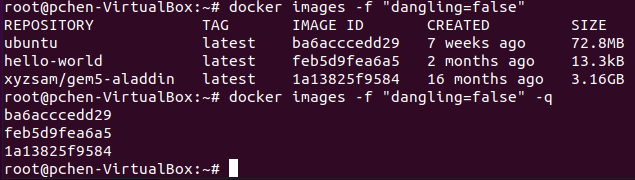 root@pchen-VirtualBox:~# docker images -f "dangling=false"
REPOSITORY TAG IMAGE ID CREATED SIZE
ubuntu latest ba6acccedd29 7 weeks ago 72.8MB
hello-world latest feb5d9fea6a5 2 months ago 13.3kB
xyzsam/gem5-aladdin latest 1a13825f9584 16 months ago 3.16GB
root@pchen-VirtualBox:~# docker images -f "dangling=false" -q
ba6acccedd29
feb5d9fea6a5
1a13825f9584
root@pchen-VirtualBox:~#